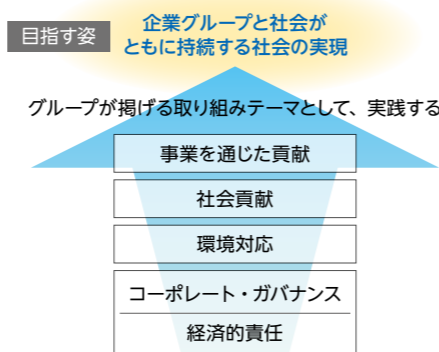 目指す姿
企業グループと社会が
ともに持続する社会の実現
グループが掲げる取り組みテーマとして、実践する
事業を通じた貢献
社会貢献
環境対応
コーポレート・ガバナンス
経済的責任